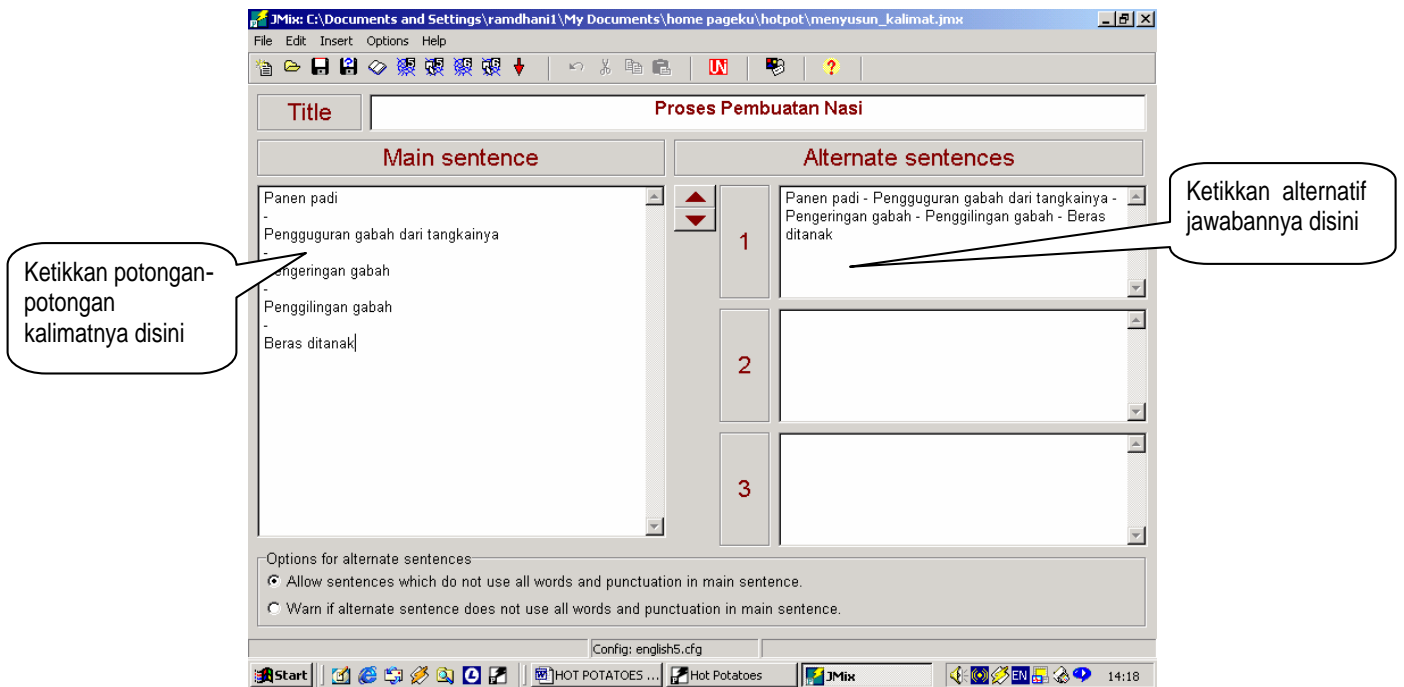 JMix: C:\Documents and Settings\ramdhani1\My Documents\home pageku\hotpot\menyusun_kalimat.jmx
File Edit Insert Options Help
Title
Proses Pembuatan Nasi
Main sentence
Alternate sentences
Panen padi
-
Pengguguran gabah dari tangkainya
-
Pengeringan gabah
-
Penggilingan gabah
-
Beras ditanak
1
Panen padi - Pengguguran gabah dari tangkainya -
Pengeringan gabah - Penggilingan gabah - Beras
ditanak
2
3
Ketikkan potongan-
potongan
kalimatnya disini
Ketikkan alternatif
jawabannya disini
Options for alternate sentences
Allow sentences which do not use all words and punctuation in main sentence.
Warn if alternate sentence does not use all words and punctuation in main sentence.
Config: english5.cfg
Start
HOT POTATOES ...
Hot Potatoes
JMix
EN
14:18